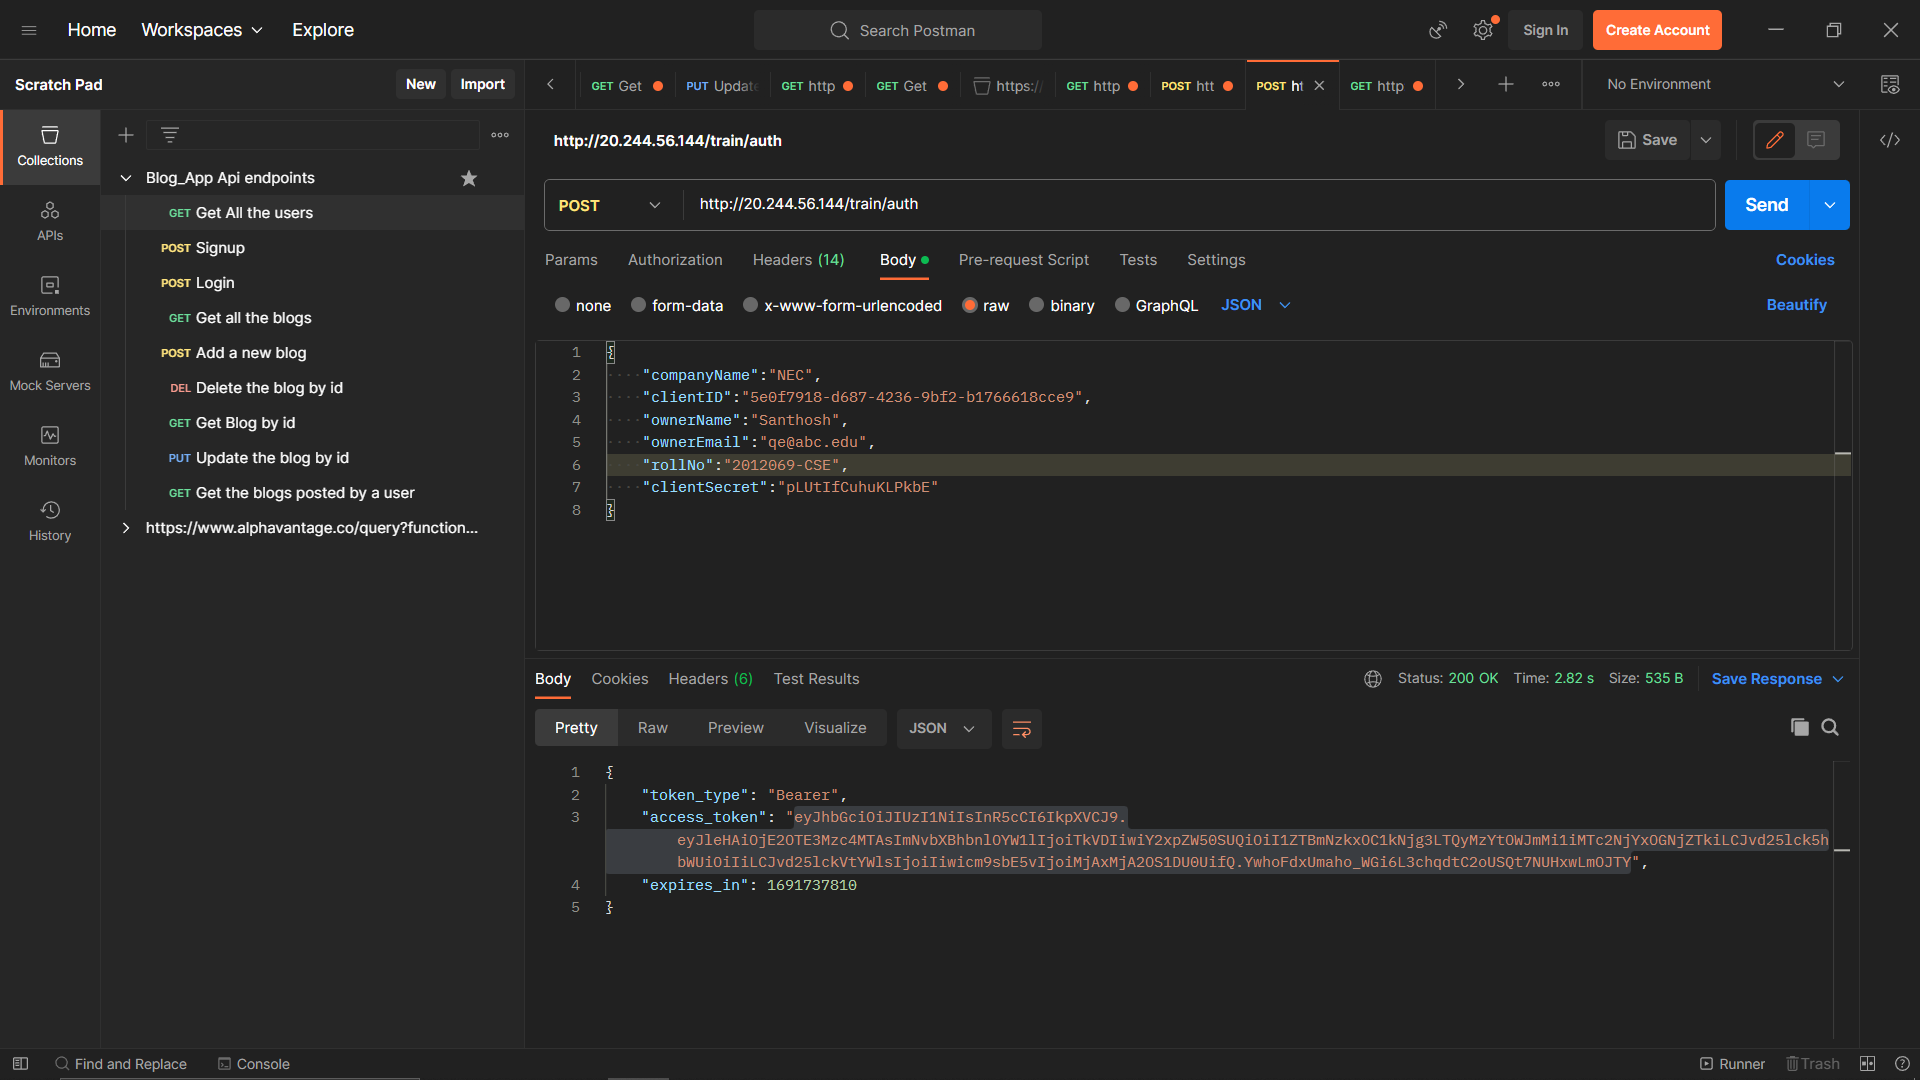 Home Workspaces Explore Search Postman Sign In Create Account
Scratch Pad New Import
GET Get PUT Update GET http GET Get https:// GET http POST htt POST ht GET http No Environment
Collections
APIs
Environments
Mock Servers
Monitors
History
Blog_App Api endpoints
GET Get All the users
POST Signup
POST Login
GET Get all the blogs
POST Add a new blog
DEL Delete the blog by id
GET Get Blog by id
PUT Update the blog by id
GET Get the blogs posted by a user
https://www.alphavantage.co/query?function...
http://20.244.56.144/train/auth Save
POST http://20.244.56.144/train/auth Send
Params Authorization Headers (14) Body Pre-request Script Tests Settings Cookies
none form-data x-www-form-urlencoded raw binary GraphQL JSON Beautify
1 {
2 "companyName":"NEC",
3 "clientID":"5e0f7918-d687-4236-9bf2-b1766618cce9",
4 "ownerName":"Santhosh",
5 "ownerEmail":"qe@abc.edu",
6 "rollNo":"2012069-CSE",
7 "clientSecret":"pLUtIfCuhuKLPkbE"
8 }
Body Cookies Headers (6) Test Results Status: 200 OK Time: 2.82 s Size: 535 B Save Response
Pretty Raw Preview Visualize JSON
1 {
2 "token_type": "Bearer",
3 "access_token": "eyJhbGciOiJIUzI1NiIsInR5cCI6IkpXVCJ9.
eyJleHAiOjE2OTE3Mzc4MTAsImNvbXBhbnlOYW1lIjoiTkVDIiwiY2xpZW50SUQiOiI1ZTBmNzkxOC1kNjg3LTQyMzYtOWJmMi1iMTc2NjYxOGNjZTkiLCJvd25lck5h
bWUiOiIiLCJvd25lckVtYWlsIjoiIiwicm9sbE5vIjoiMjAxMjA2OS1DU0UifQ.YwhoFdxUmaho_WGi6L3chqdtC2oUSQt7NUHxwLmOJTY",
4 "expires_in": 1691737810
5 }
Find and Replace Console Runner Trash